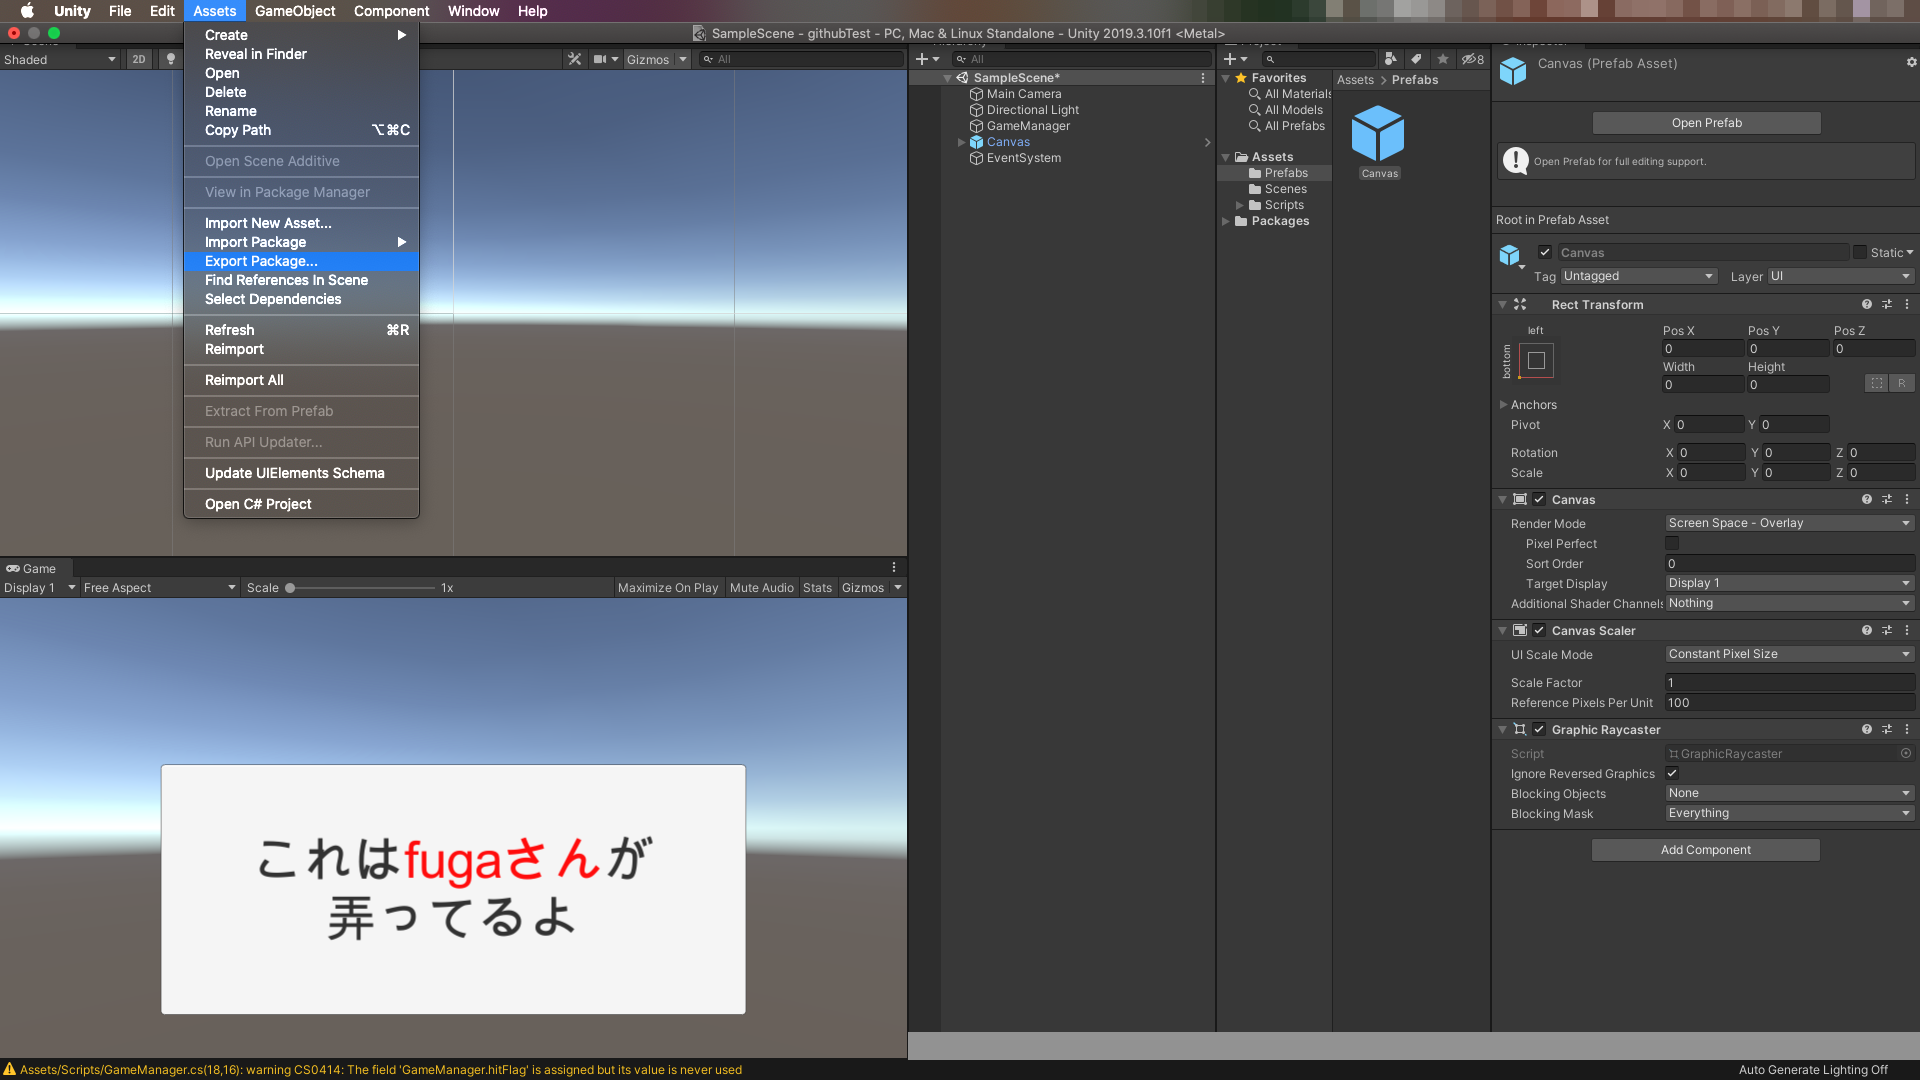 Unity File Edit Assets GameObject Component Window Help
SampleScene - githubTest - PC, Mac & Linux Standalone - Unity 2019.3.10f1 <Metal>
Create
Reveal in Finder
Open
Delete
Rename
Copy Path ⌥⌘C
Open Scene Additive
View in Package Manager
Import New Asset...
Import Package
Export Package...
Find References In Scene
Select Dependencies
Refresh ⌘R
Reimport
Reimport All
Extract From Prefab
Run API Updater...
Update UIElements Schema
Open C# Project
Shaded 2D Gizmos All
Game
Display 1 Free Aspect Scale 1x Maximize On Play Mute Audio Stats Gizmos
これはfugaさんが
弄ってるよ
All
SampleScene*
Main Camera
Directional Light
GameManager
Canvas
EventSystem
8
Favorites
All Materials
All Models
All Prefabs
Assets
Prefabs
Scenes
Scripts
Packages
Assets > Prefabs
Canvas
Canvas (Prefab Asset)
Open Prefab
Open Prefab for full editing support.
Root in Prefab Asset
Canvas Static
Tag Untagged Layer UI
Rect Transform
left
bottom
Pos X Pos Y Pos Z
0 0 0
Width Height
0 0
R
Anchors
Pivot X 0 Y 0
Rotation X 0 Y 0 Z 0
Scale X 0 Y 0 Z 0
Canvas
Render Mode Screen Space - Overlay
Pixel Perfect
Sort Order 0
Target Display Display 1
Additional Shader Channels Nothing
Canvas Scaler
UI Scale Mode Constant Pixel Size
Scale Factor 1
Reference Pixels Per Unit 100
Graphic Raycaster
Script GraphicRaycaster
Ignore Reversed Graphics
Blocking Objects None
Blocking Mask Everything
Add Component
Assets/Scripts/GameManager.cs(18,16): warning CS0414: The field 'GameManager.hitFlag' is assigned but its value is never used
Auto Generate Lighting Off